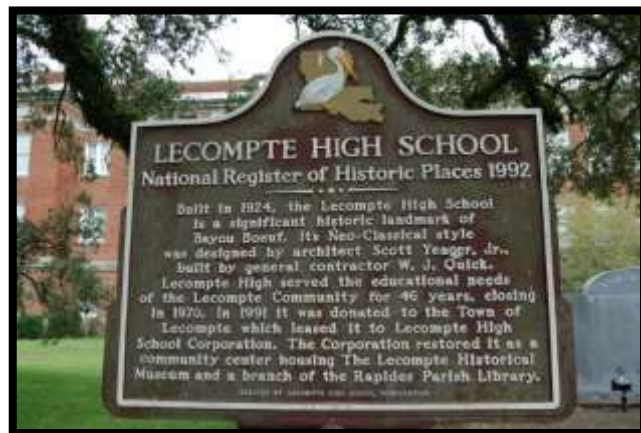 LECOMPTE HIGH SCHOOL
National Register of Historic Places 1992
Built in 1924, the Lecompte High School
is a significant historic landmark of
Bayou Boeuf. Its Neo-Classical style
was designed by architect Scott Yeager, Jr.,
built by general contractor W. J. Quick.
Lecompte High served the educational needs
of the Lecompte Community for 46 years, closing
in 1970. In 1991 it was donated to the Town of
Lecompte which leased it to Lecompte High
School Corporation. The Corporation restored it as a
community center housing The Lecompte Historical
Museum and a branch of the Rapides Parish Library.